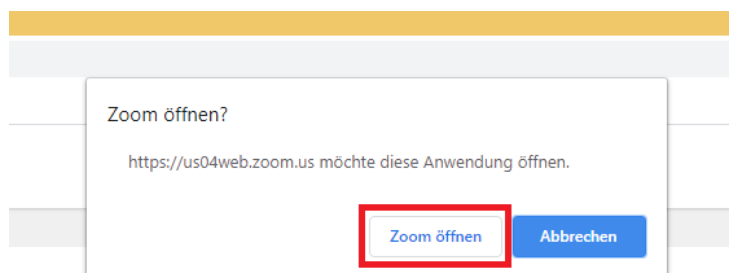 Zoom öffnen?
https://us04web.zoom.us möchte diese Anwendung öffnen.
Zoom öffnen Abbrechen